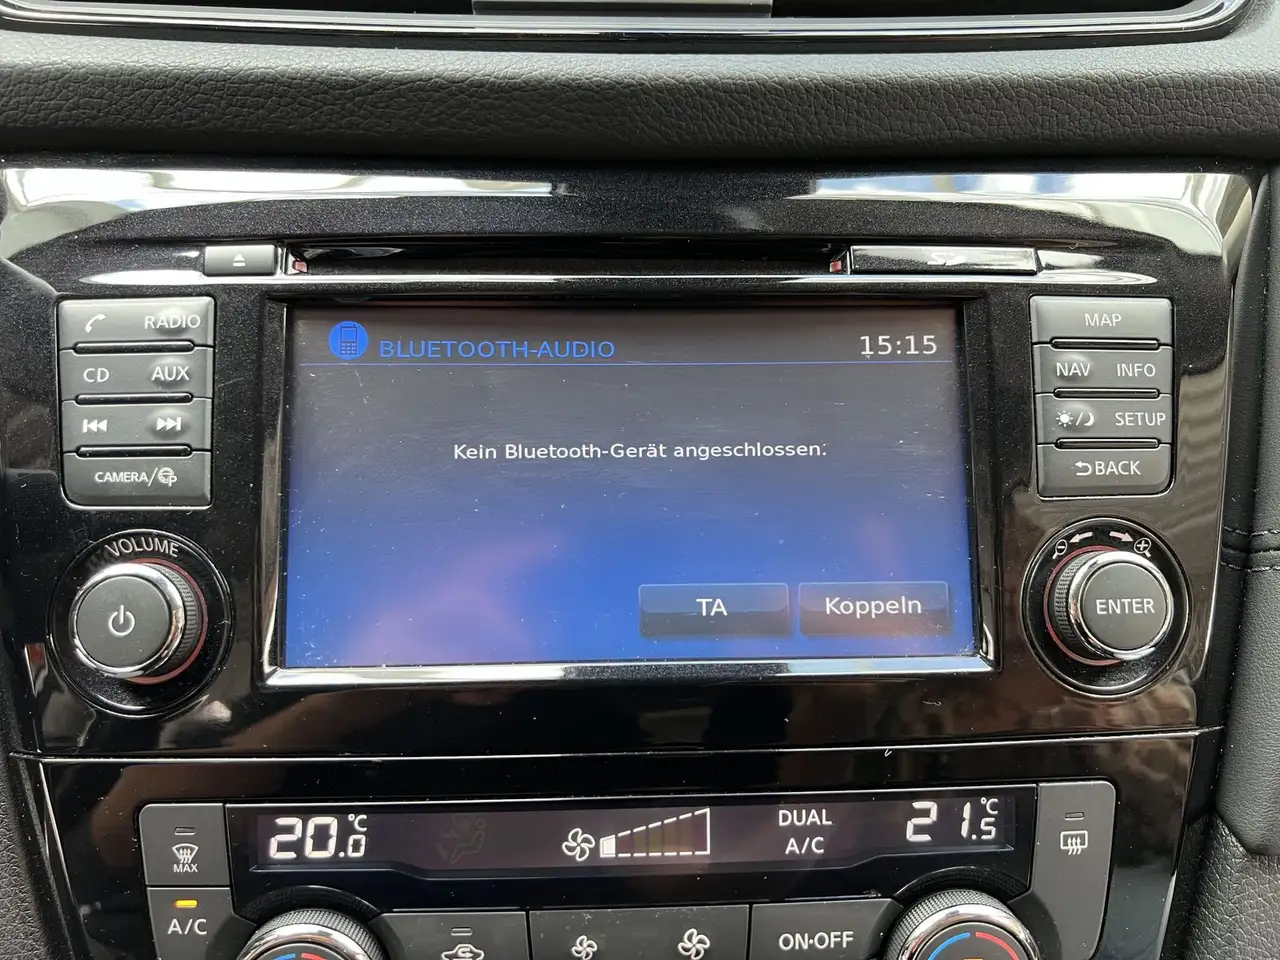 SD
RADIO
CD AUX
CAMERA/
VOLUME
BLUETOOTH-AUDIO 15:15
Kein Bluetooth-Gerät angeschlossen.
TA Koppeln
MAP
NAV INFO
SETUP
BACK
ENTER
MAX
A/C
20.0°C
DUAL
A/C
21.5°C
ON·OFF